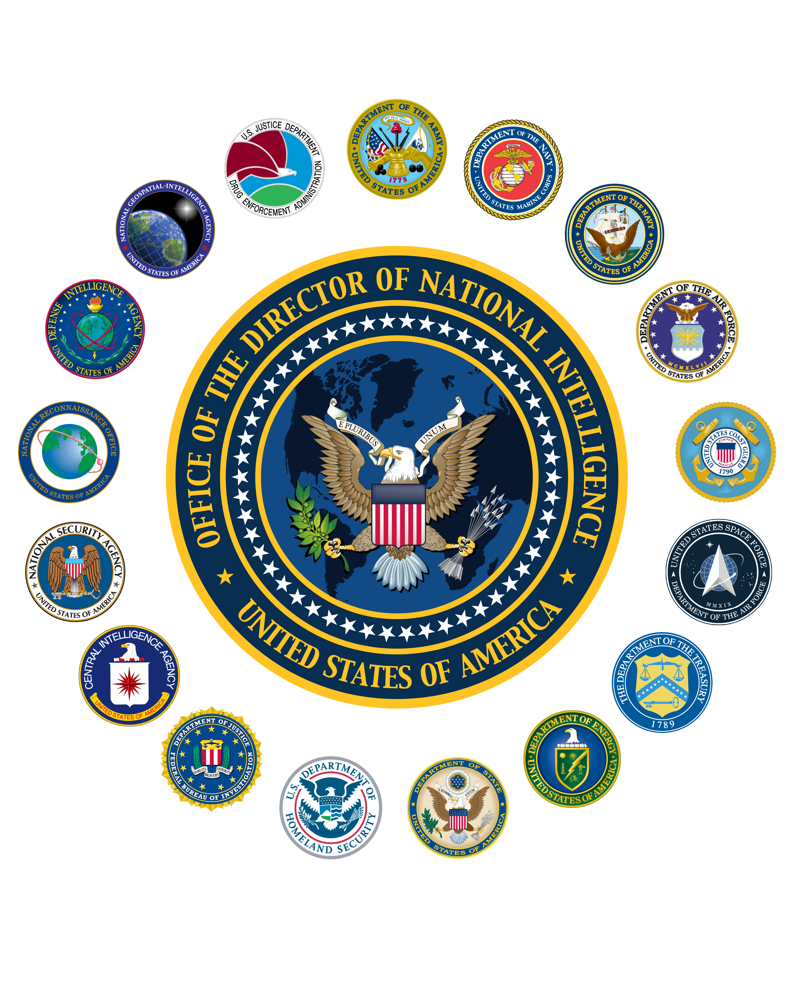 OFFICE OF THE DIRECTOR OF NATIONAL INTELLIGENCE
UNITED STATES OF AMERICA
E PLURIBUS
UNUM
DEPARTMENT OF THE ARMY
THIS WE'LL DEFEND
1775
UNITED STATES OF AMERICA
DEPARTMENT OF THE NAVY
UNITED STATES MARINE CORPS
DEPARTMENT OF THE NAVY
UNITED STATES OF AMERICA
DEPARTMENT OF THE AIR FORCE
MCMXLVII
UNITED STATES OF AMERICA
UNITED STATES COAST GUARD
SEMPER
PARATUS
1790
UNITED STATES SPACE FORCE
MMXIX
DEPARTMENT OF THE AIR FORCE
THE DEPARTMENT OF THE TREASURY
1789
DEPARTMENT OF ENERGY
UNITED STATES OF AMERICA
DEPARTMENT OF STATE
E PLURIBUS
UNUM
UNITED STATES OF AMERICA
U.S. DEPARTMENT OF
HOMELAND SECURITY
DEPARTMENT OF JUSTICE
FIDELITY
BRAVERY
INTEGRITY
FEDERAL BUREAU OF INVESTIGATION
CENTRAL INTELLIGENCE AGENCY
UNITED STATES OF AMERICA
NATIONAL SECURITY AGENCY
UNITED STATES OF AMERICA
NATIONAL RECONNAISSANCE OFFICE
UNITED STATES OF AMERICA
DEFENSE INTELLIGENCE AGENCY
UNITED STATES OF AMERICA
NATIONAL GEOSPATIAL-INTELLIGENCE AGENCY
UNITED STATES OF AMERICA
U.S. JUSTICE DEPARTMENT
DRUG ENFORCEMENT ADMINISTRATION